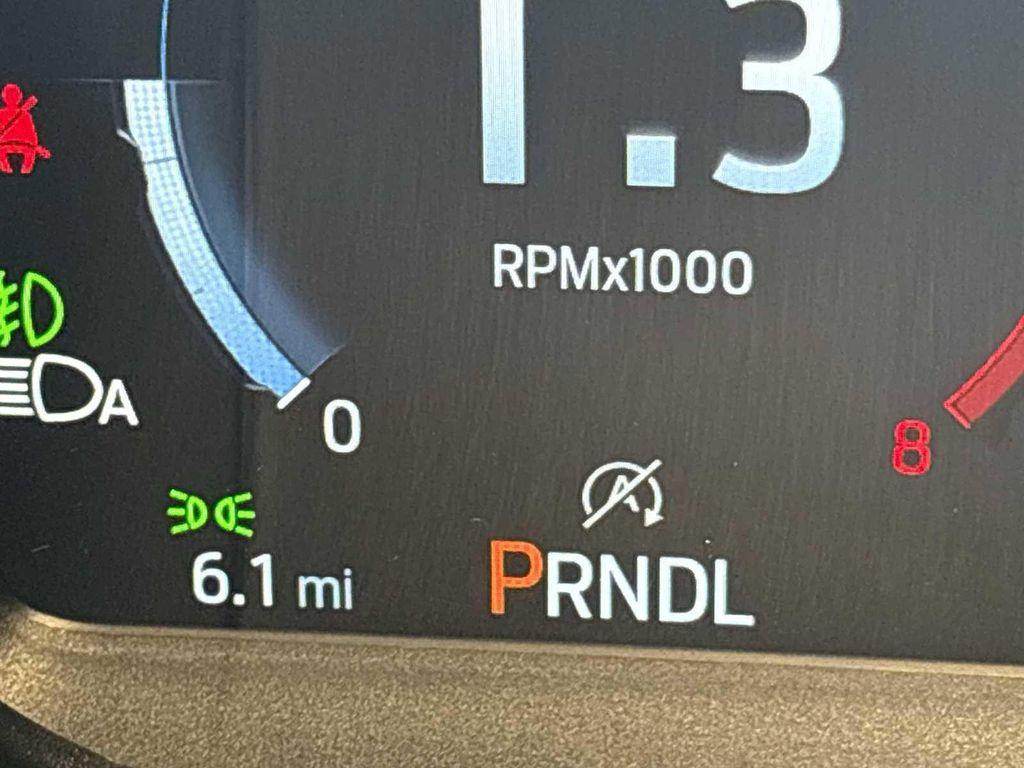 1.3
RPMx1000
A
0
8
A
6.1 mi
PRNDL